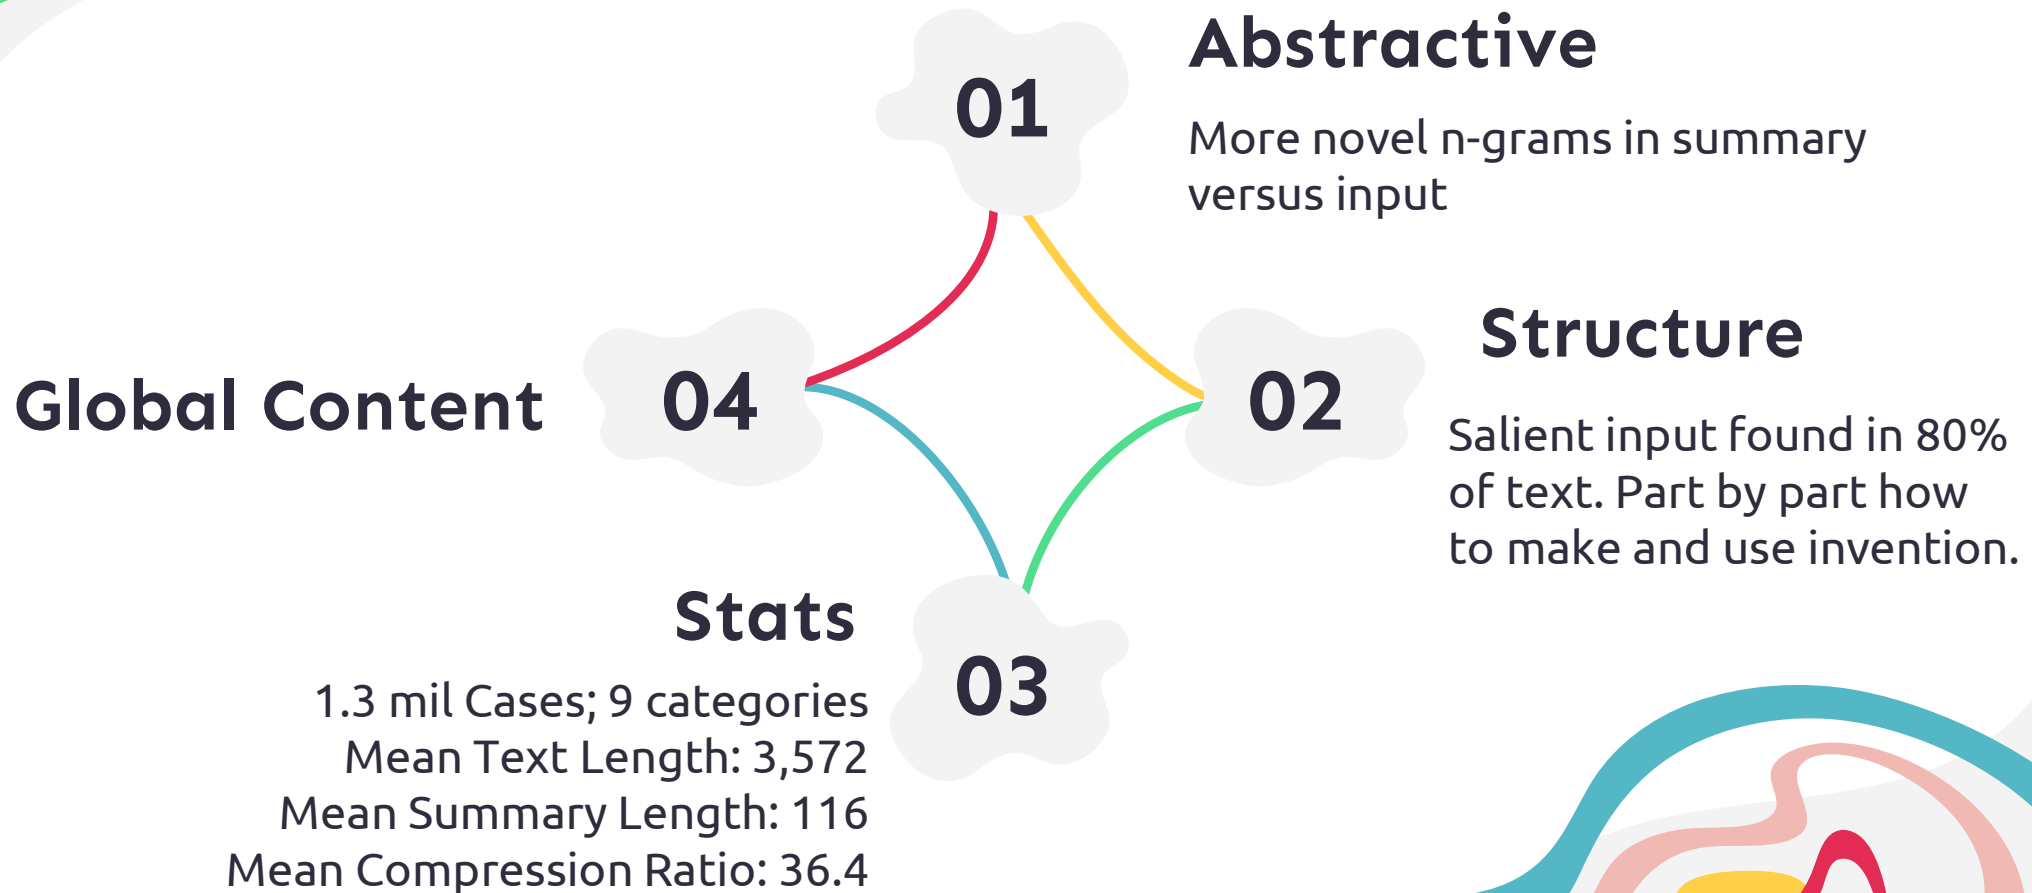 01
Abstractive
More novel n-grams in summary
versus input
02
Structure
Salient input found in 80%
of text. Part by part how
to make and use invention.
03
Stats
1.3 mil Cases; 9 categories
Mean Text Length: 3,572
Mean Summary Length: 116
Mean Compression Ratio: 36.4
04
Global Content